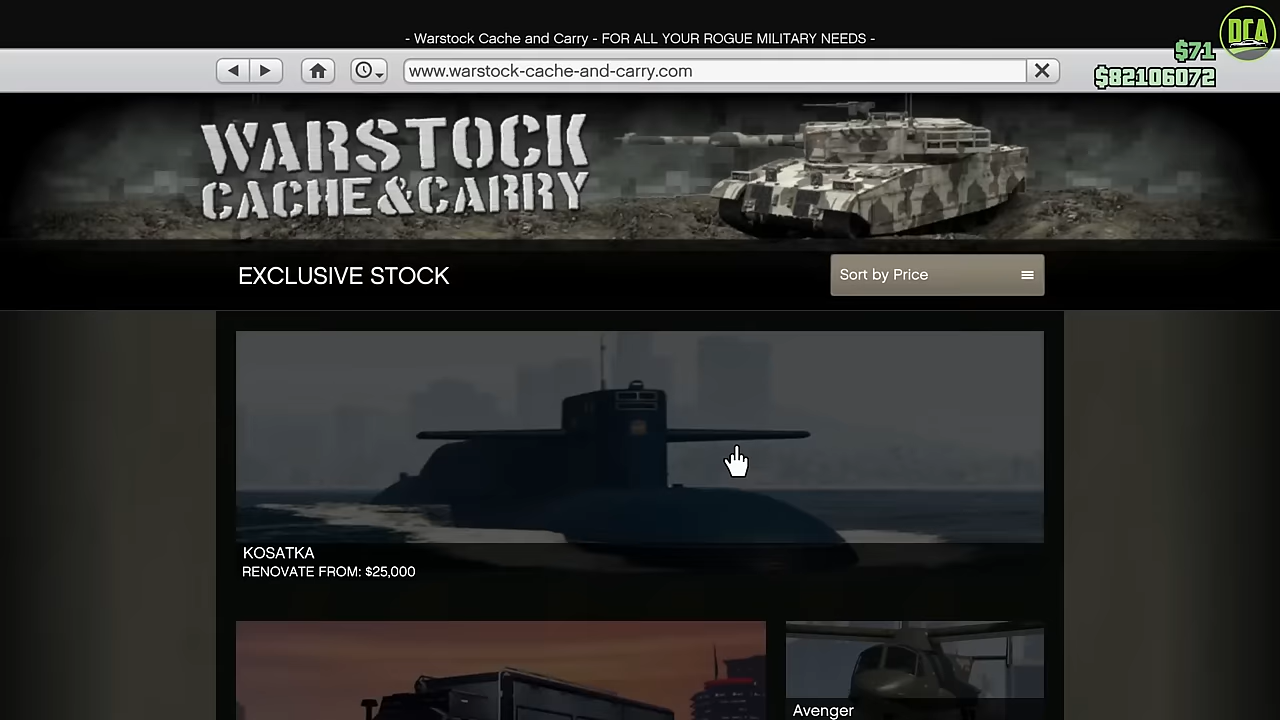 - Warstock Cache and Carry - FOR ALL YOUR ROGUE MILITARY NEEDS -
DCA
$71
www.warstock-cache-and-carry.com
$82106072
WARSTOCK
CACHE&CARRY
EXCLUSIVE STOCK
Sort by Price
KOSATKA
RENOVATE FROM: $25,000
Avenger